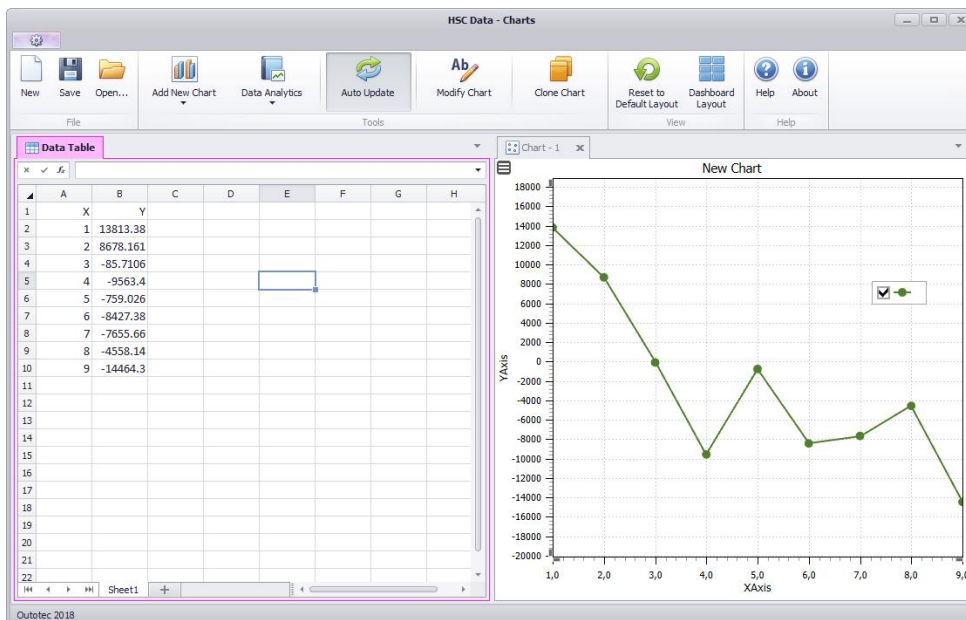 HSC Data - Charts
New
Save
Open...
Add New Chart
Data Analytics
Auto Update
Modify Chart
Clone Chart
Reset to
Default Layout
Dashboard
Layout
Help
About
File
Tools
View
Help
Data Table
A B C D E F G H
1 X Y
2 1 13813.38
3 2 8678.161
4 3 -85.7106
5 4 -9563.4
6 5 -759.026
7 6 -8427.38
8 7 -7655.66
9 8 -4558.14
10 9 -14464.3
11
12
13
14
15
16
17
18
19
20
21
22
Sheet1
Chart - 1
New Chart
18000
16000
14000
12000
10000
8000
6000
4000
2000
0
-2000
-4000
-6000
-8000
-10000
-12000
-14000
-16000
-18000
-20000
YAxis
1,0 2,0 3,0 4,0 5,0 6,0 7,0 8,0 9,0
XAxis
Outotec 2018